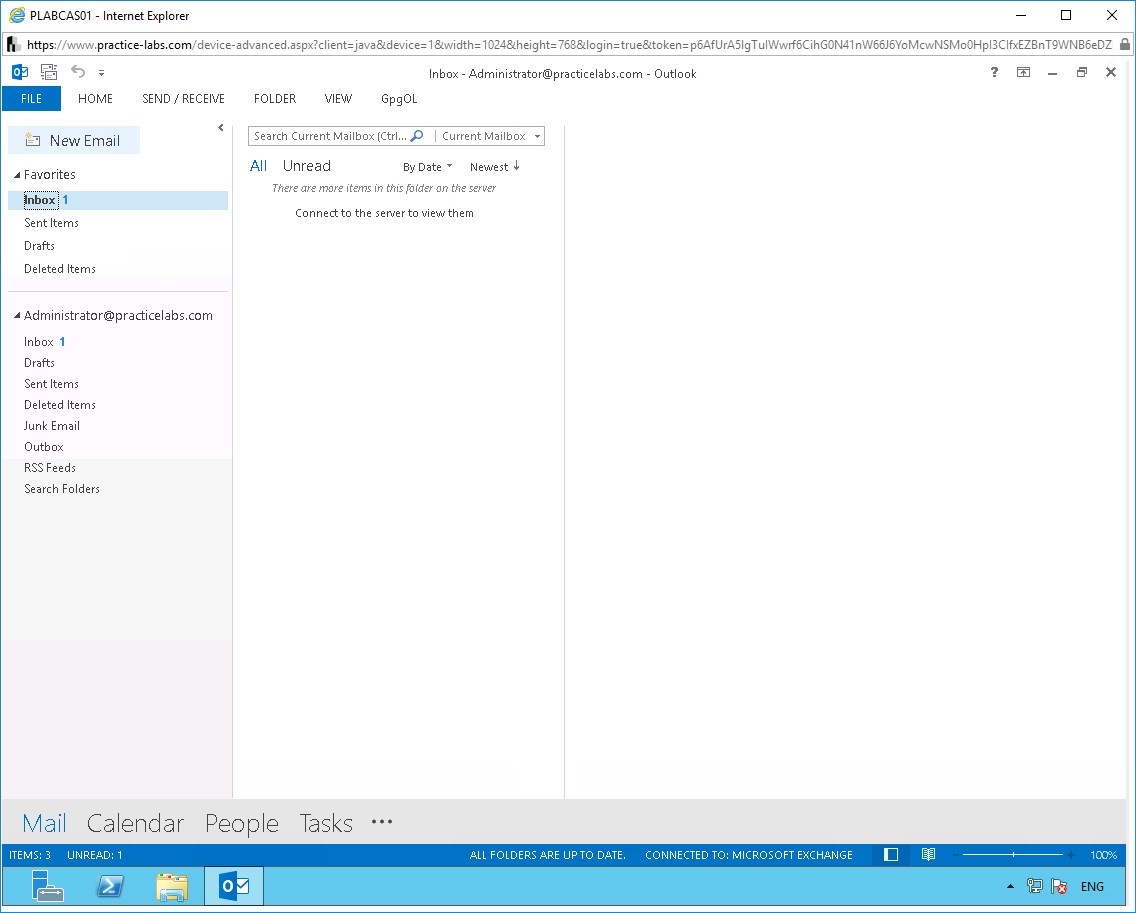 PLABCAS01 - Internet Explorer
https://www.practice-labs.com/device-advanced.aspx?client=java&device=1&width=1024&height=768&login=true&token=
Inbox - Administrator@practicelabs.com - Outlook
FILE HOME SEND / RECEIVE FOLDER VIEW GpgOL
New Email
Search Current Mailbox (Ctrl... Current Mailbox
All Unread By Date Newest
There are more items in this folder on the server
Connect to the server to view them
Favorites
Inbox 1
Sent Items
Drafts
Deleted Items
Administrator@practicelabs.com
Inbox 1
Drafts
Sent Items
Deleted Items
Junk Email
Outbox
RSS Feeds
Search Folders
Mail Calendar People Tasks •••
ITEMS: 3 UNREAD: 1 ALL FOLDERS ARE UP TO DATE. CONNECTED TO: MICROSOFT EXCHANGE 100%
ENG